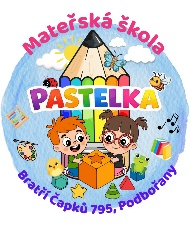 Mateřská škola
PASTELKA
Bratří Čapků 795, Podbořany